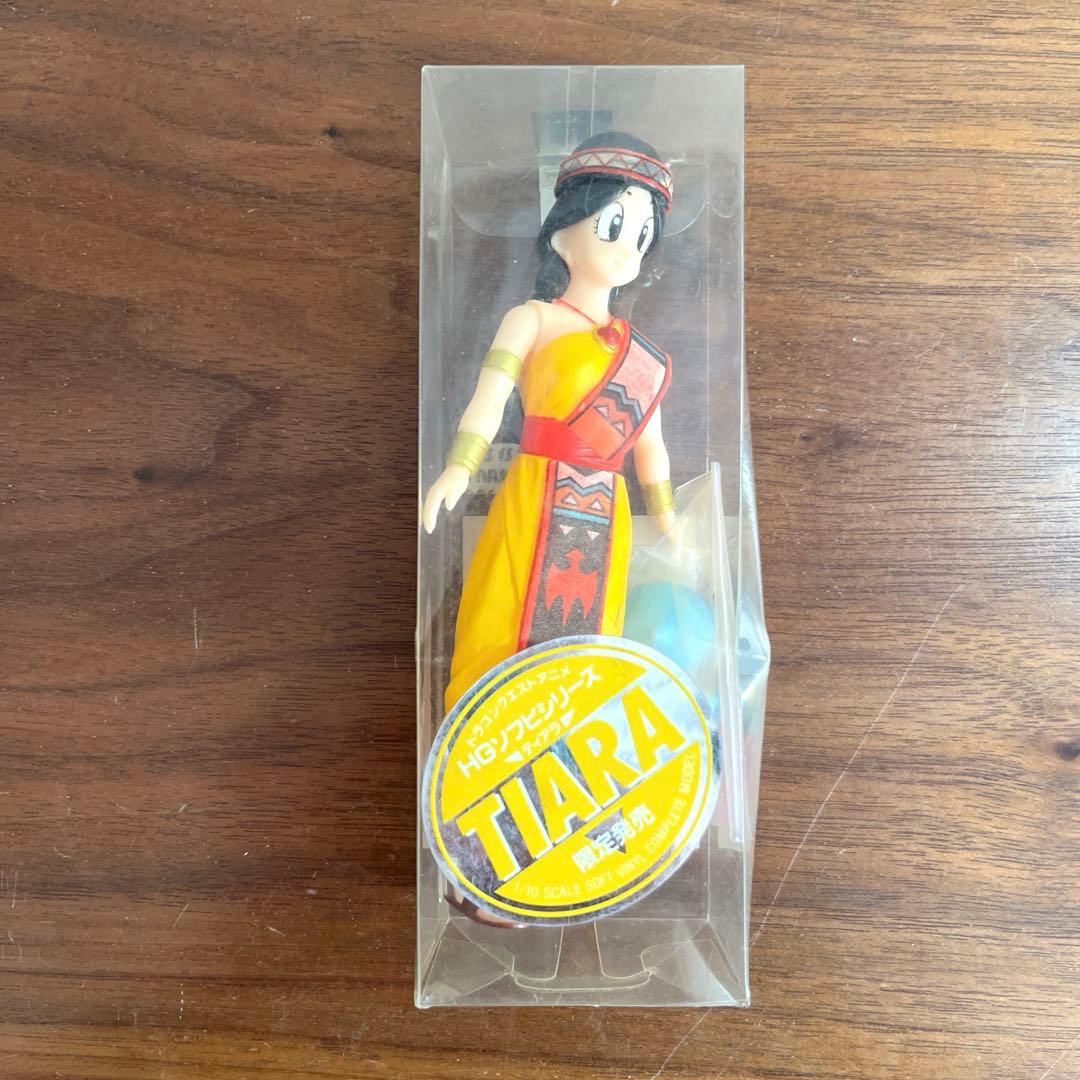 ドラゴンクエストアニメ
HGソフビシリーズ
ティアラ
TIARA
限定発売
1/10 SCALE SOFT VINYL COMPLETE MODEL